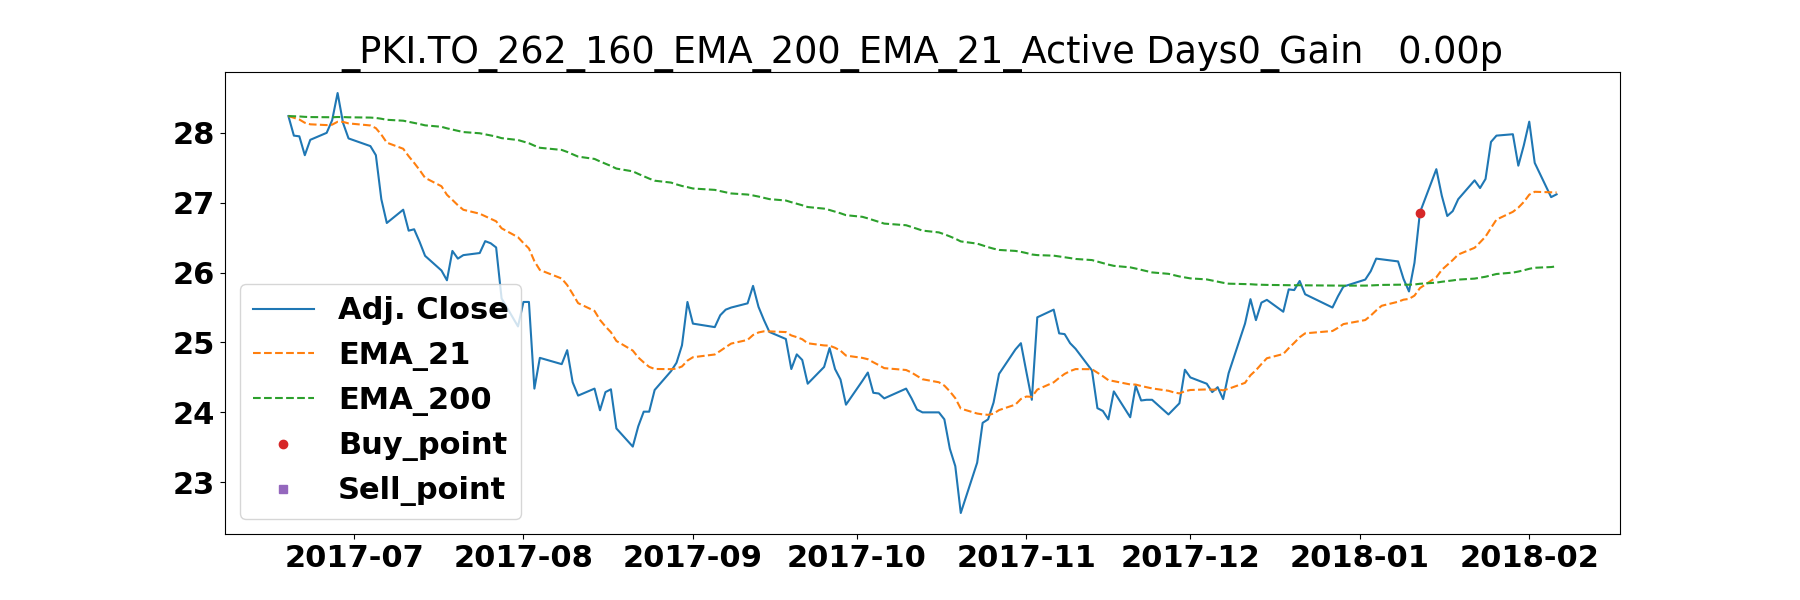 _PKI.TO_262_160_EMA_200_EMA_21_Active Days0_Gain   0.00p
28
27
26
25
24
23
Adj. Close
EMA_21
EMA_200
Buy_point
Sell_point
2017-07 2017-08 2017-09 2017-10 2017-11 2017-12 2018-01 2018-02